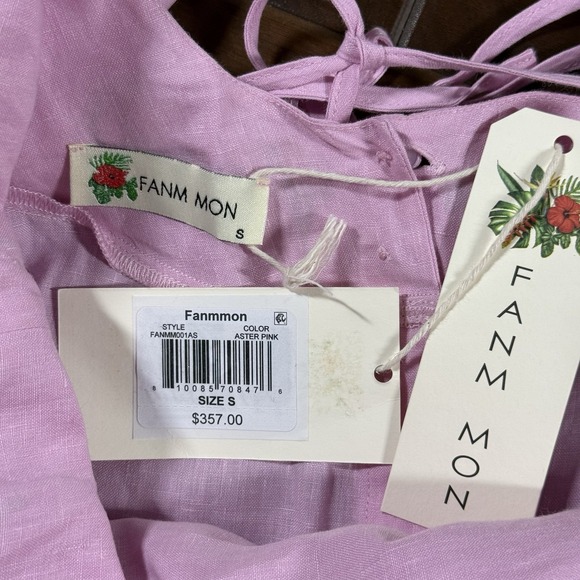 FANM MON
S
Fanmmon
STYLE COLOR
FANMM001AS ASTER PINK
8 10085 70847 6
SIZE S
$357.00
FANM MON